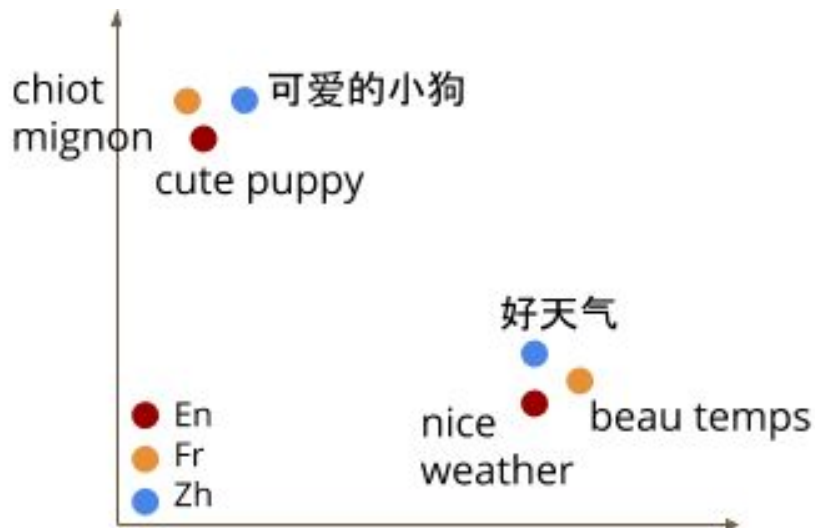 chiot
mignon
可爱的小狗
cute puppy
好天气
nice
weather
beau temps
En
Fr
Zh